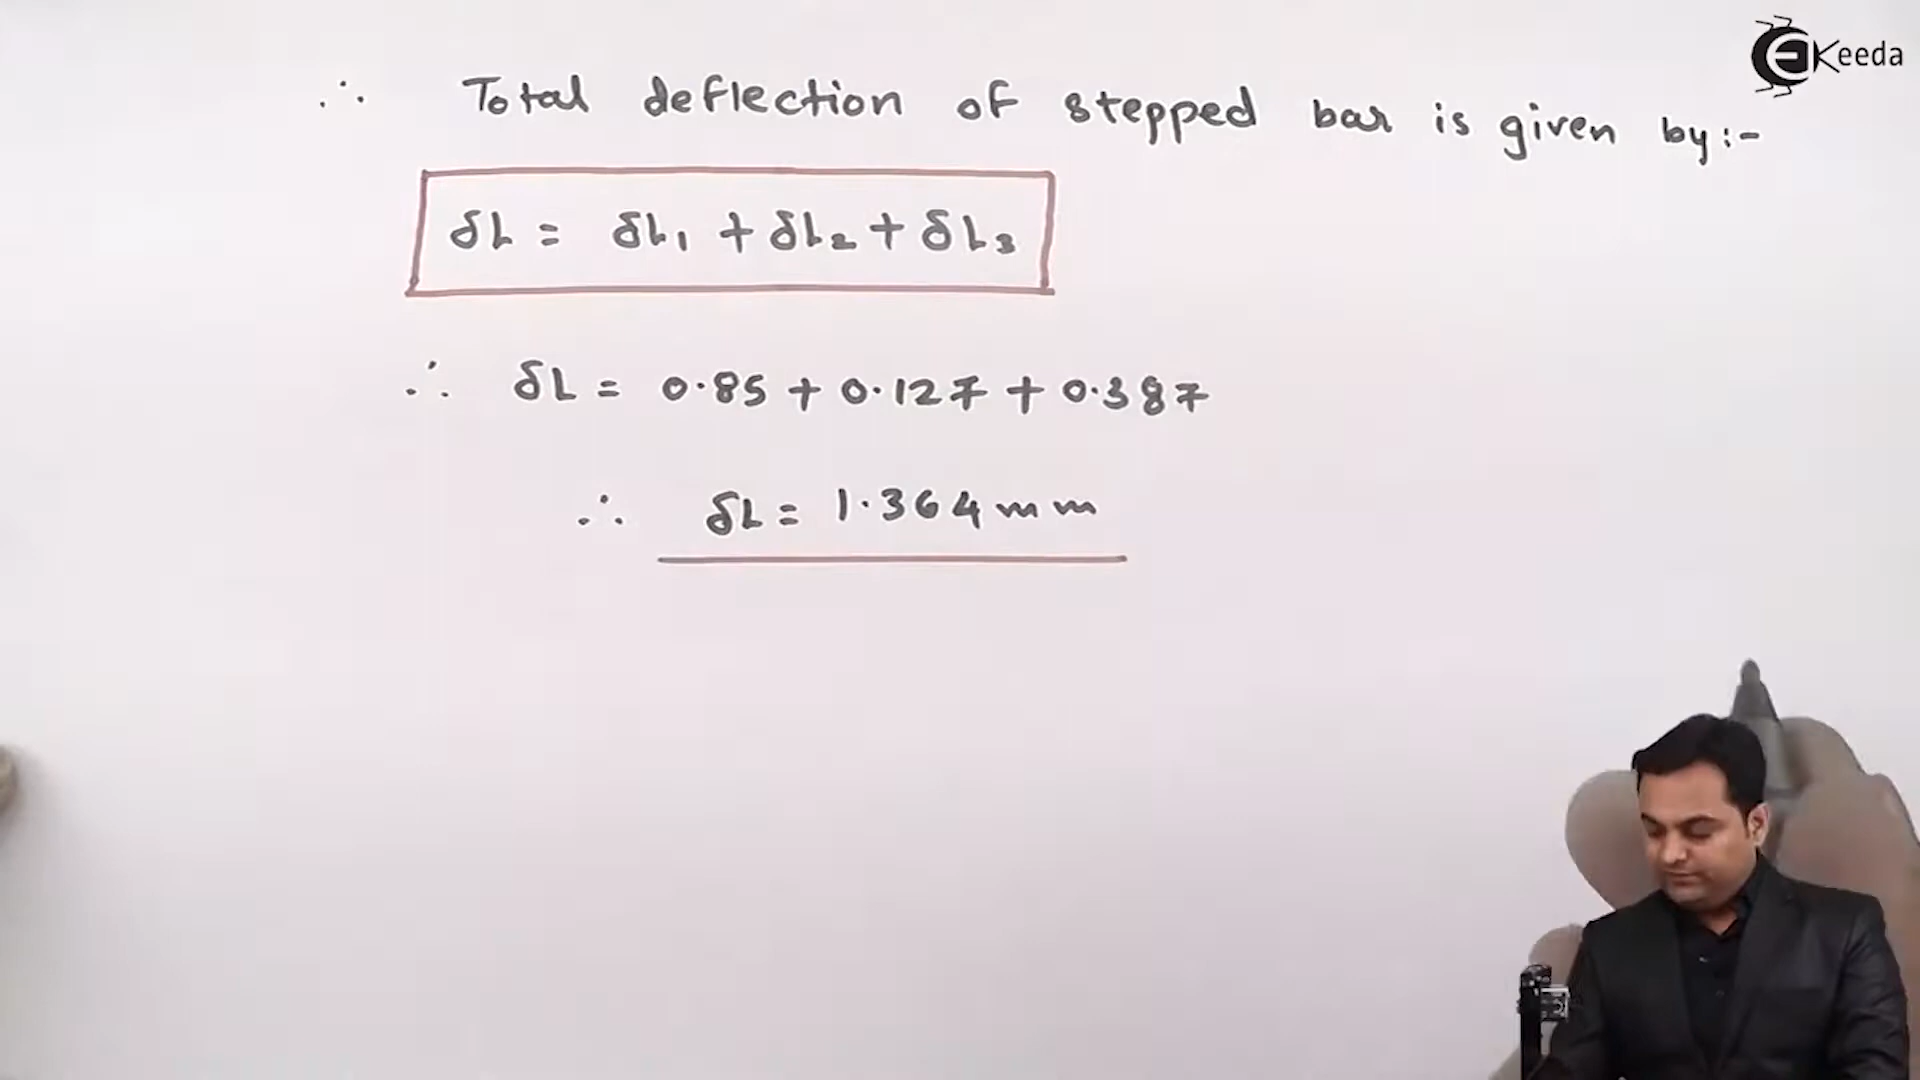 Keeda
∴ Total deflection of stepped bar is given by:-
δL = δL₁ + δL₂ + δL₃
∴ δL = 0.85 + 0.127 + 0.387
∴ δL = 1.364 mm